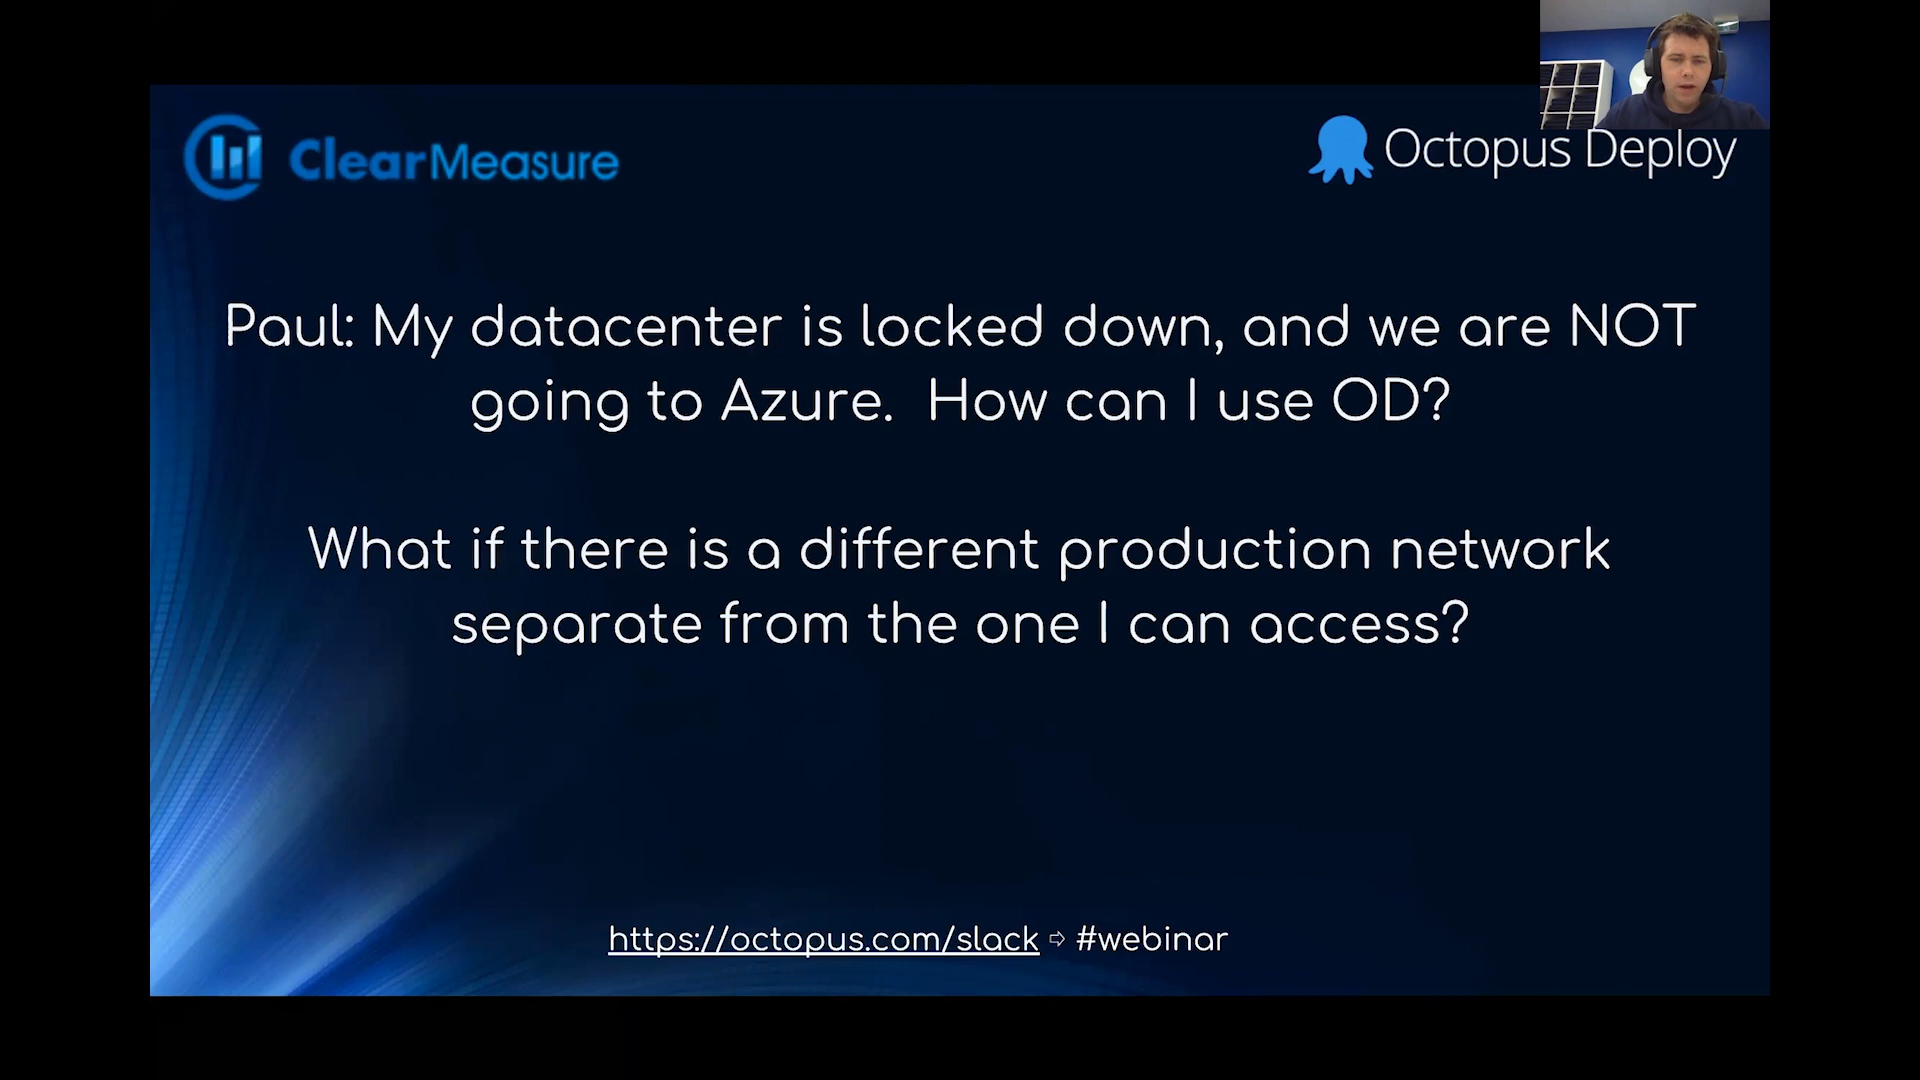 ClearMeasure
Octopus Deploy
Paul: My datacenter is locked down, and we are NOT
going to Azure. How can I use OD?
What if there is a different production network
separate from the one I can access?
https://octopus.com/slack ⇨ #webinar